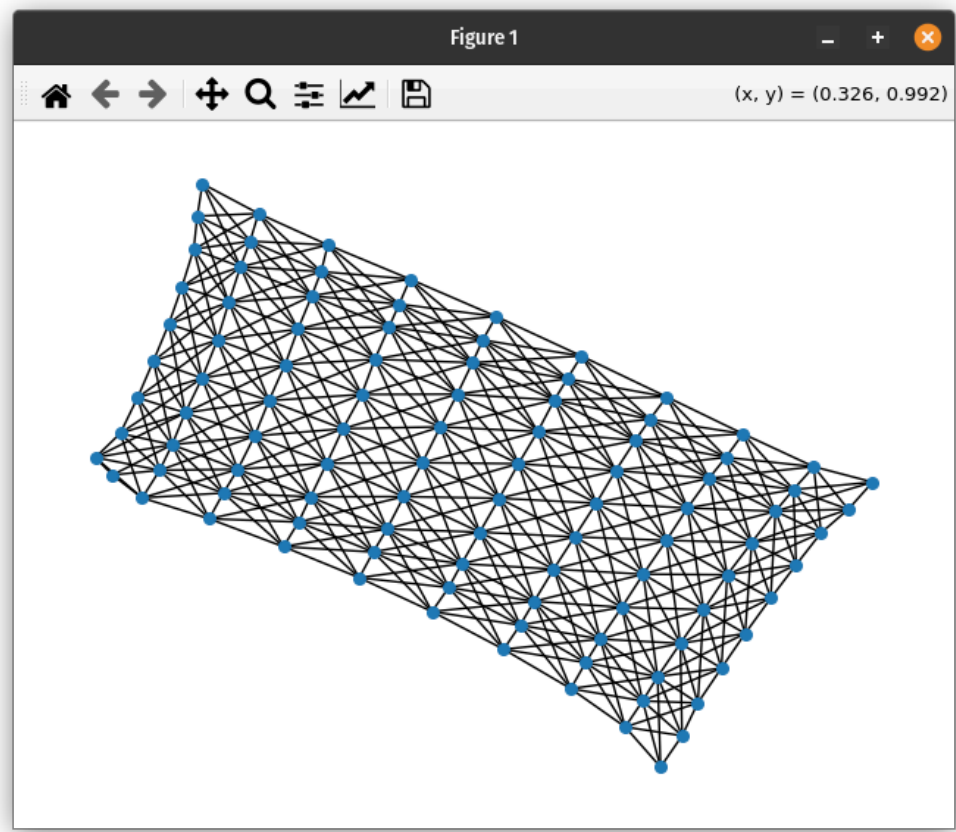 Figure 1
(x, y) = (0.326, 0.992)